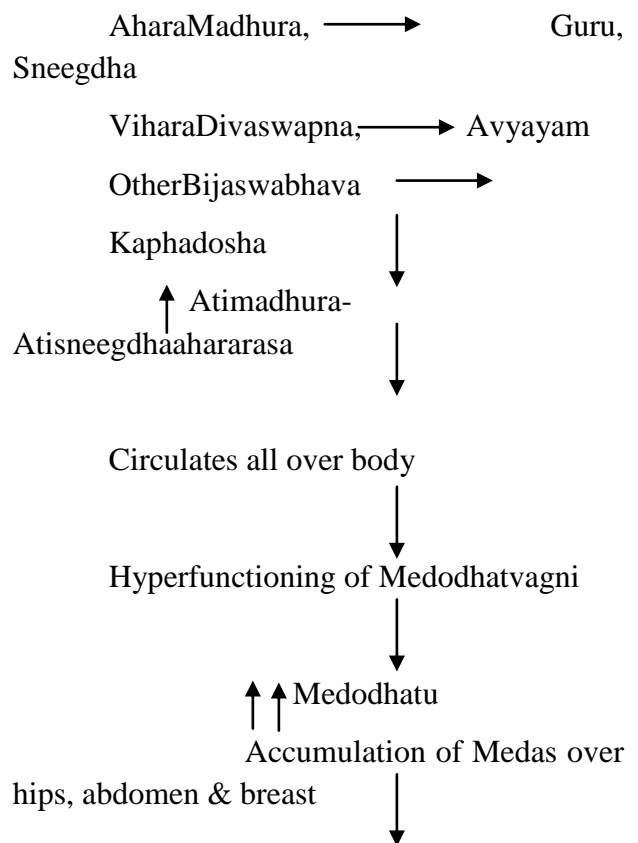 AharaMadhura, Guru,
Sneegdha
ViharaDivaswapna, Avyayam
OtherBijaswabhava
Kaphadosha
Atimadhura-
Atisneegdhaahararasa
Circulates all over body
Hyperfunctioning of Medodhatvagni
Medodhatu
Accumulation of Medas over
hips, abdomen & breast